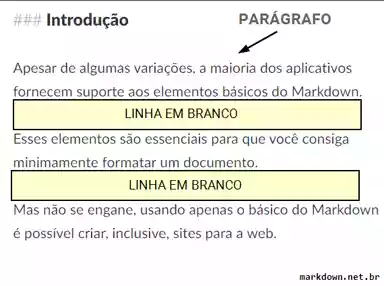 ### Introdução
PARÁGRAFO
Apesar de algumas variações, a maioria dos aplicativos
fornecem suporte aos elementos básicos do Markdown.
LINHA EM BRANCO
Esses elementos são essenciais para que você consiga
minimamente formatar um documento.
LINHA EM BRANCO
Mas não se engane, usando apenas o básico do Markdown
é possível criar, inclusive, sites para a web.
markdown.net.br